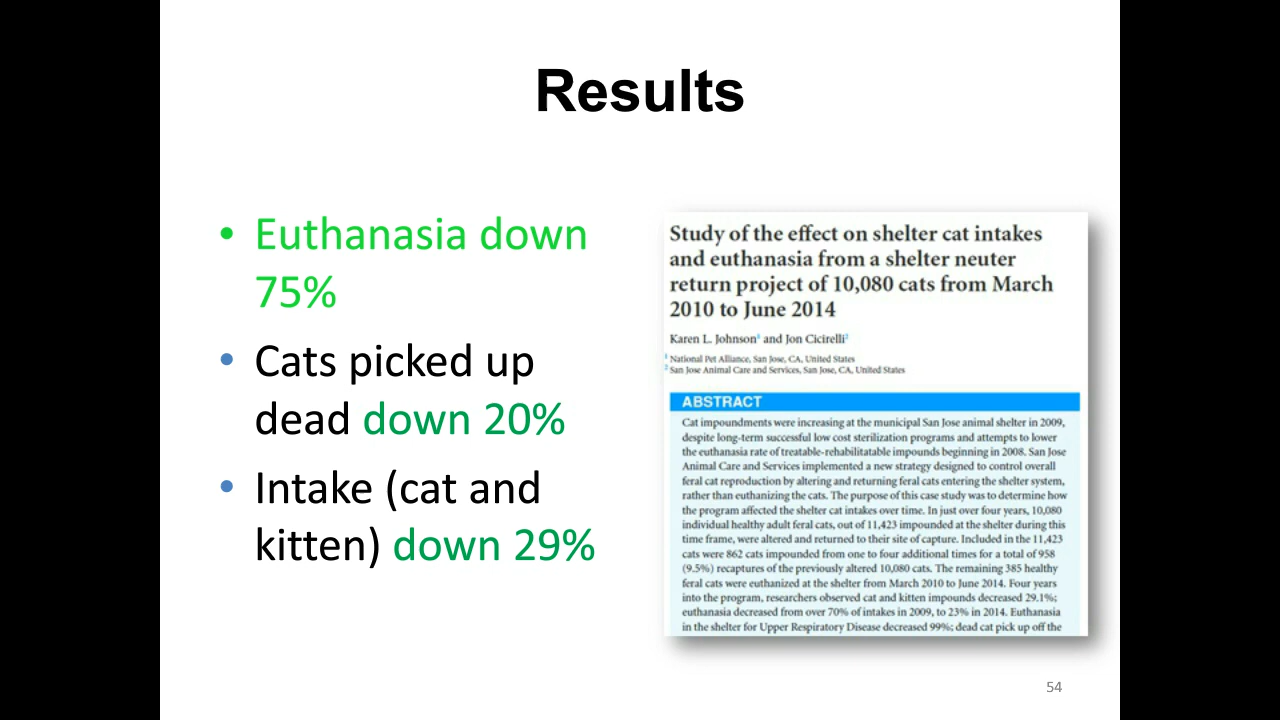 Results
• Euthanasia down
75%
• Cats picked up
dead down 20%
• Intake (cat and
kitten) down 29%
Study of the effect on shelter cat intakes
and euthanasia from a shelter neuter
return project of 10,080 cats from March
2010 to June 2014
Karen L. Johnson¹ and Jon Cicirelli²
¹ National Pet Alliance, San Jose, CA, United States
² San Jose Animal Care and Services, San Jose, CA, United States
ABSTRACT
Cat impoundments were increasing at the municipal San Jose animal shelter in 2009,
despite long-term successful low cost sterilization programs and attempts to lower
the euthanasia rate of treatable-rehabilitatable impounds beginning in 2008. San Jose
Animal Care and Services implemented a new strategy designed to control overall
feral cat reproduction by altering and returning feral cats entering the shelter system,
rather than euthanizing the cats. The purpose of this case study was to determine how
the program affected the shelter cat intakes over time. In just over four years, 10,080
individual healthy adult feral cats, out of 11,423 impounded at the shelter during this
time frame, were altered and returned to their site of capture. Included in the 11,423
cats were 862 cats impounded from one to four additional times for a total of 958
(9.5%) recaptures of the previously altered 10,080 cats. The remaining 385 healthy
feral cats were euthanized at the shelter from March 2010 to June 2014. Four years
into the program, researchers observed cat and kitten impounds decreased 29.1%;
euthanasia decreased from over 70% of intakes in 2009, to 23% in 2014. Euthanasia
in the shelter for Upper Respiratory Disease decreased 99%; dead cat pick up off the
54